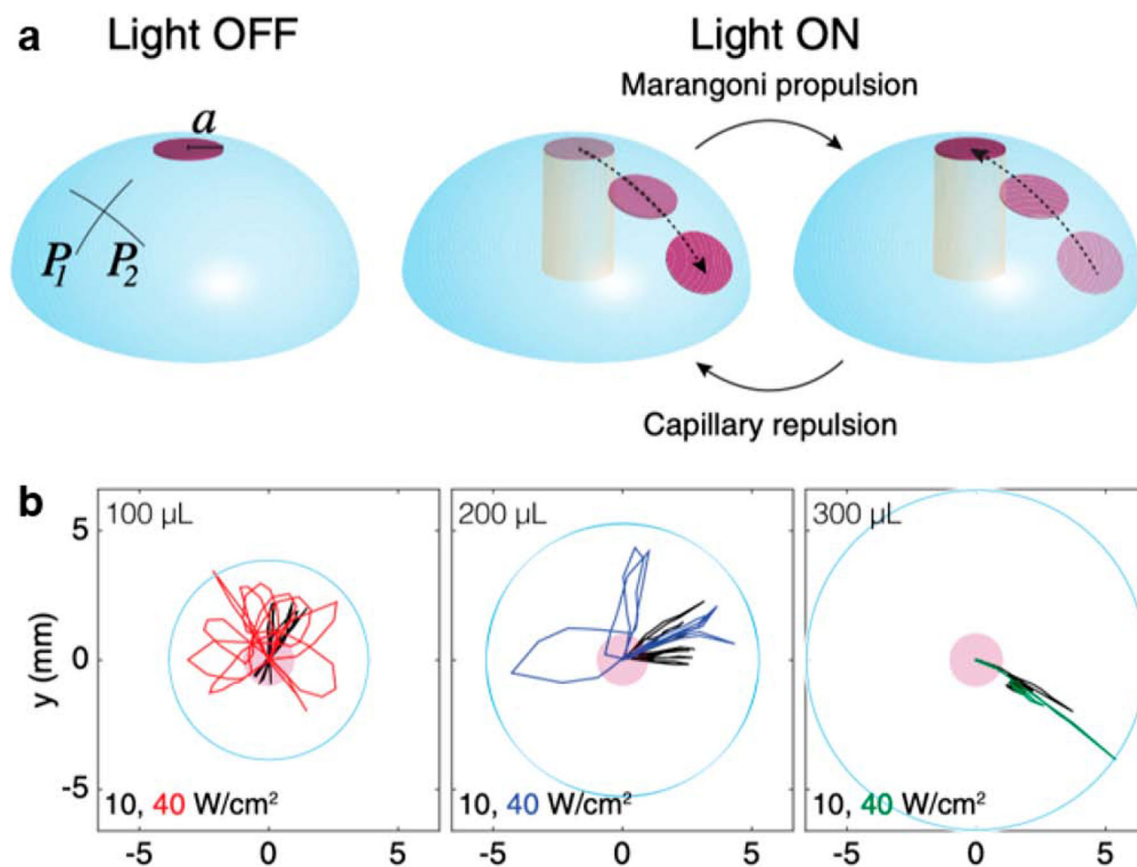 a
Light OFF
Light ON
Marangoni propulsion
a
P1 P2
Capillary repulsion
b
100 μL
200 μL
300 μL
5
0
-5
y (mm)
10, 40 W/cm²
10, 40 W/cm²
10, 40 W/cm²
-5 0 5
-5 0 5
-5 0 5